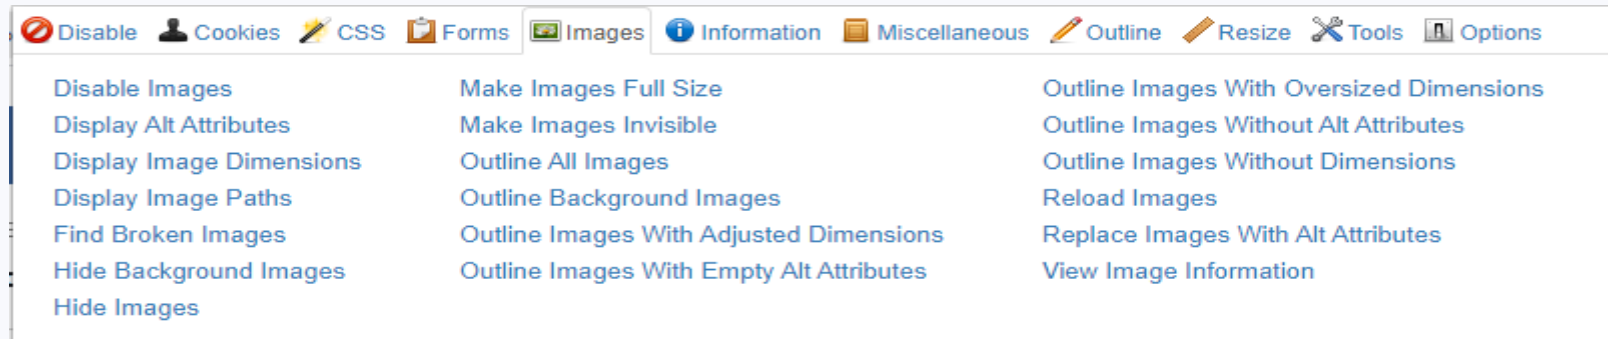 Disable Cookies CSS Forms Images Information Miscellaneous Outline Resize Tools Options
Disable Images
Display Alt Attributes
Display Image Dimensions
Display Image Paths
Find Broken Images
Hide Background Images
Hide Images
Make Images Full Size
Make Images Invisible
Outline All Images
Outline Background Images
Outline Images With Adjusted Dimensions
Outline Images With Empty Alt Attributes
Outline Images With Oversized Dimensions
Outline Images Without Alt Attributes
Outline Images Without Dimensions
Reload Images
Replace Images With Alt Attributes
View Image Information